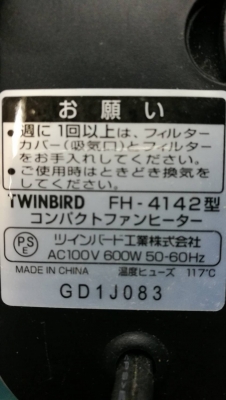 お願い
●週に1回以上は、フィルター
カバー(吸気口)とフィルター
をお手入れしてください。
●ご使用時はときどき換気を
してください。
TWINBIRD FH-4142型
コンパクトファンヒーター
PS
E
ツインバード工業株式会社
AC100V 600W 50-60Hz
MADE IN CHINA 温度ヒューズ 117℃
GD1J083